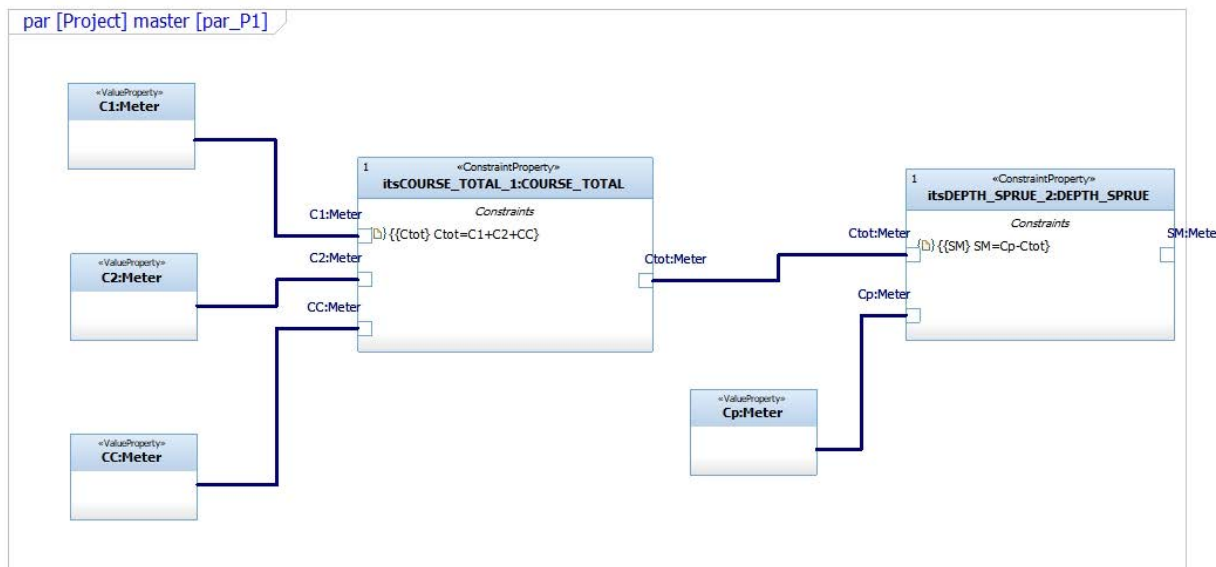 par [Project] master [par_P1]
«ValueProperty»
C1:Meter
1
«ConstraintProperty»
itsCOURSE_TOTAL_1:COURSE_TOTAL
Constraints
C1:Meter
{{Ctot} Ctot=C1+C2+CC}
C2:Meter
CC:Meter
Ctot:Meter
«ValueProperty»
C2:Meter
«ValueProperty»
CC:Meter
1
«ConstraintProperty»
itsDEPTH_SPRUE_2:DEPTH_SPRUE
Constraints
Ctot:Meter
{{SM} SM=Cp-Ctot}
SM:Meter
Cp:Meter
«ValueProperty»
Cp:Meter